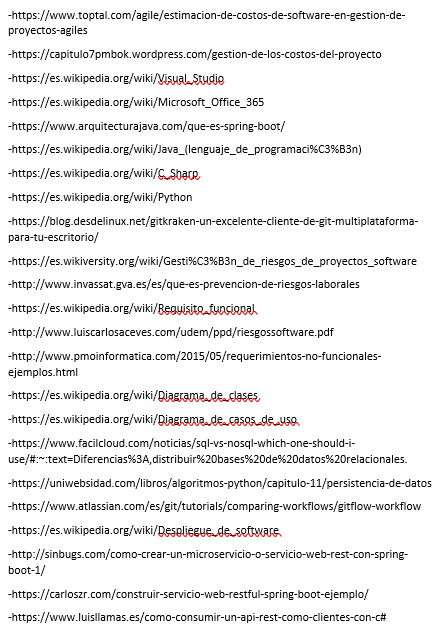 -https://www.toptal.com/agile/estimacion-de-costos-de-software-en-gestion-de-
proyectos-agiles
-https://capitulo7pmbok.wordpress.com/gestion-de-los-costos-del-proyecto
-https://es.wikipedia.org/wiki/Visual_Studio
-https://es.wikipedia.org/wiki/Microsoft_Office_365
-https://www.arquitecturajava.com/que-es-spring-boot/
-https://es.wikipedia.org/wiki/Java_(lenguaje_de_programaci%C3%B3n)
-https://es.wikipedia.org/wiki/C_Sharp
-https://es.wikipedia.org/wiki/Python
-https://blog.desdelinux.net/gitkraken-un-excelente-cliente-de-git-multiplataforma-
para-tu-escritorio/
-https://es.wikiversity.org/wiki/Gesti%C3%B3n_de_riesgos_de_proyectos_software
-http://www.invassat.gva.es/es/que-es-prevencion-de-riesgos-laborales
-https://es.wikipedia.org/wiki/Requisito_funcional
-http://www.luiscarlosaceves.com/udem/ppd/riesgossoftware.pdf
-http://www.pmoinformatica.com/2015/05/requerimientos-no-funcionales-
ejemplos.html
-https://es.wikipedia.org/wiki/Diagrama_de_clases
-https://es.wikipedia.org/wiki/Diagrama_de_casos_de_uso
-https://www.facilcloud.com/noticias/sql-vs-nosql-which-one-should-i-
use/#:~:text=Diferencias%3A,distribuir%20bases%20de%20datos%20relacionales.
-https://uniwebsidad.com/libros/algoritmos-python/capitulo-11/persistencia-de-datos
-https://www.atlassian.com/es/git/tutorials/comparing-workflows/gitflow-workflow
-https://es.wikipedia.org/wiki/Despliegue_de_software
-http://sinbugs.com/como-crear-un-microservicio-o-servicio-web-rest-con-spring-
boot-1/
-https://carloszr.com/construir-servicio-web-restful-spring-boot-ejemplo/
-https://www.luisllamas.es/como-consumir-un-api-rest-como-clientes-con-c#